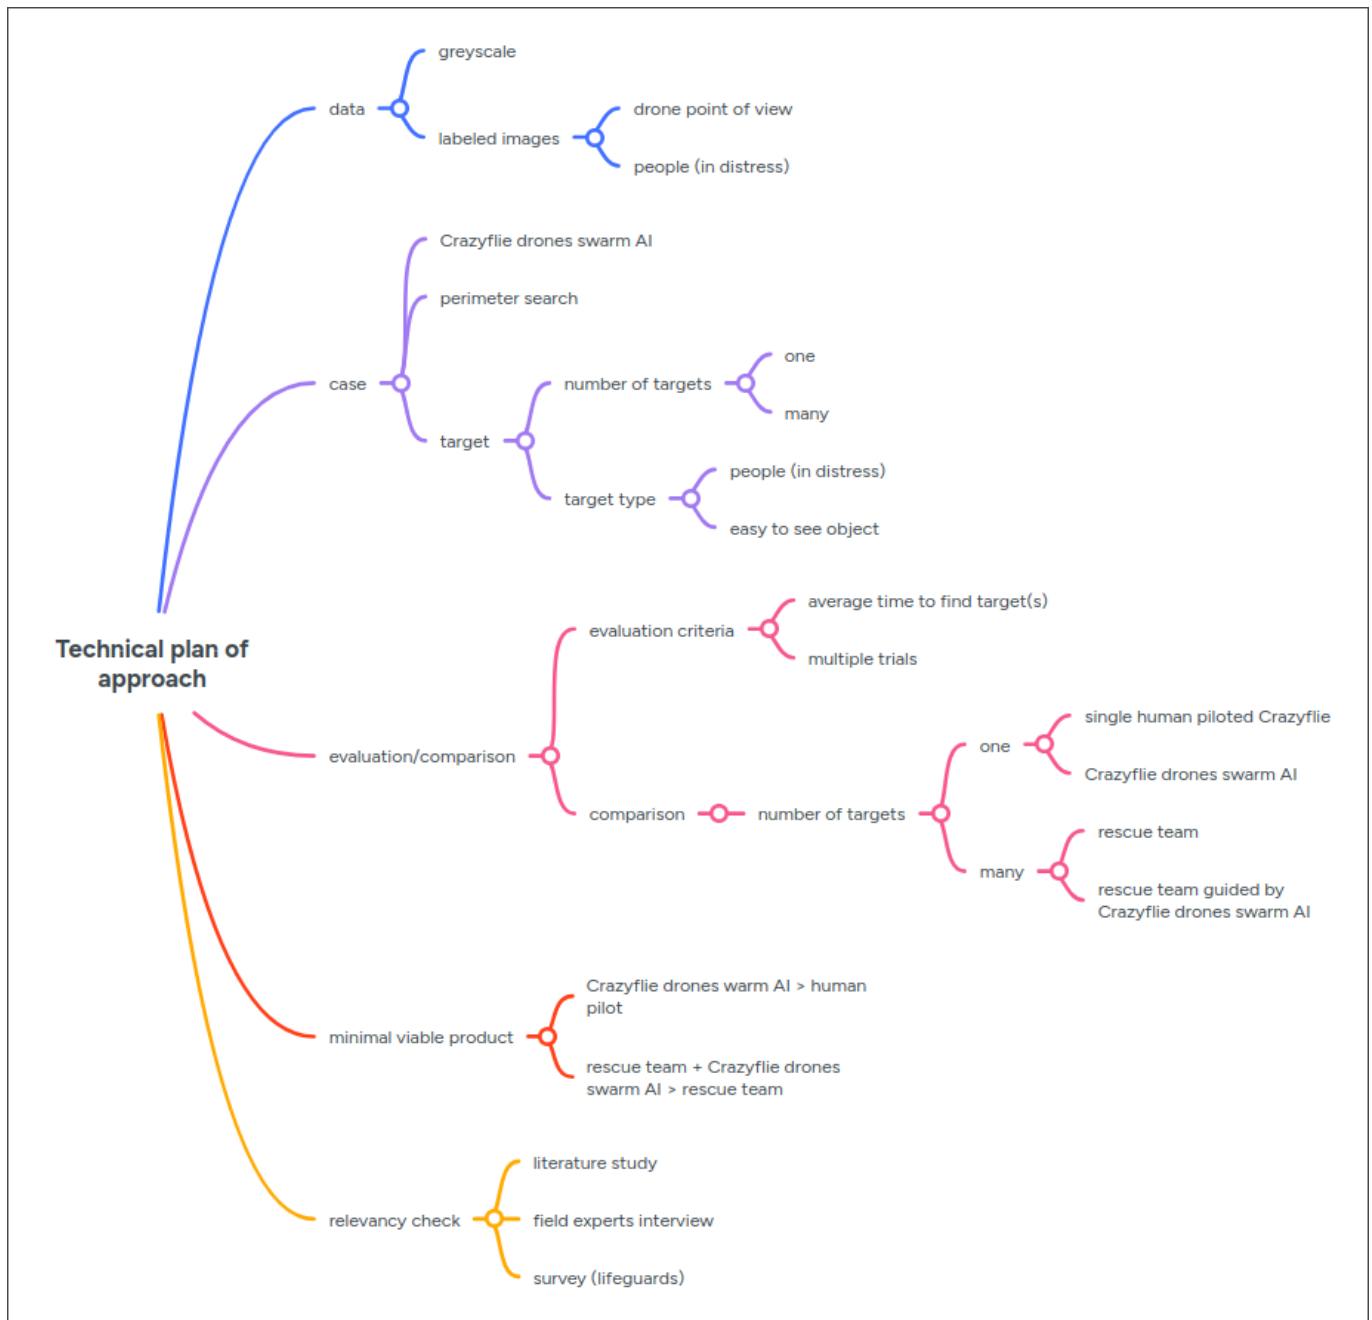 greyscale
data
drone point of view
labeled images
people (in distress)
Crazyflie drones swarm AI
perimeter search
one
case
number of targets
many
target
people (in distress)
target type
easy to see object
average time to find target(s)
evaluation criteria
Technical plan of
approach
multiple trials
single human piloted Crazyflie
one
evaluation/comparison
Crazyflie drones swarm AI
comparison
number of targets
rescue team
many
rescue team guided by
Crazyflie drones swarm AI
Crazyflie drones warm AI > human
pilot
minimal viable product
rescue team + Crazyflie drones
swarm AI > rescue team
literature study
relevancy check
field experts interview
survey (lifeguards)